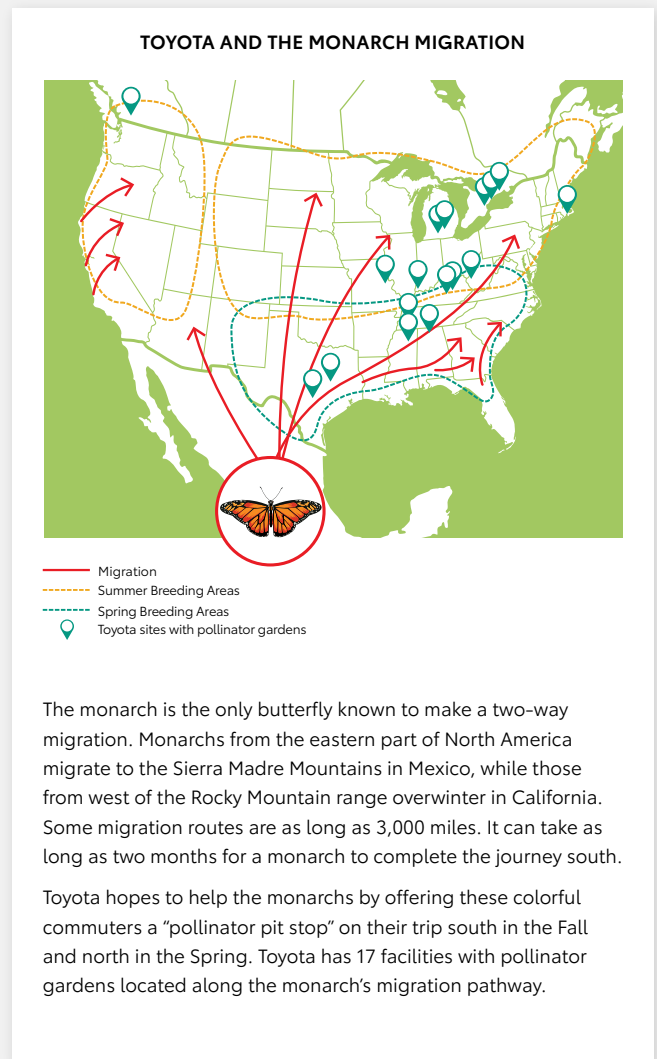 TOYOTA AND THE MONARCH MIGRATION
Migration
Summer Breeding Areas
Spring Breeding Areas
Toyota sites with pollinator gardens
The monarch is the only butterfly known to make a two-way
migration. Monarchs from the eastern part of North America
migrate to the Sierra Madre Mountains in Mexico, while those
from west of the Rocky Mountain range overwinter in California.
Some migration routes are as long as 3,000 miles. It can take as
long as two months for a monarch to complete the journey south.
Toyota hopes to help the monarchs by offering these colorful
commuters a “pollinator pit stop” on their trip south in the Fall
and north in the Spring. Toyota has 17 facilities with pollinator
gardens located along the monarch’s migration pathway.